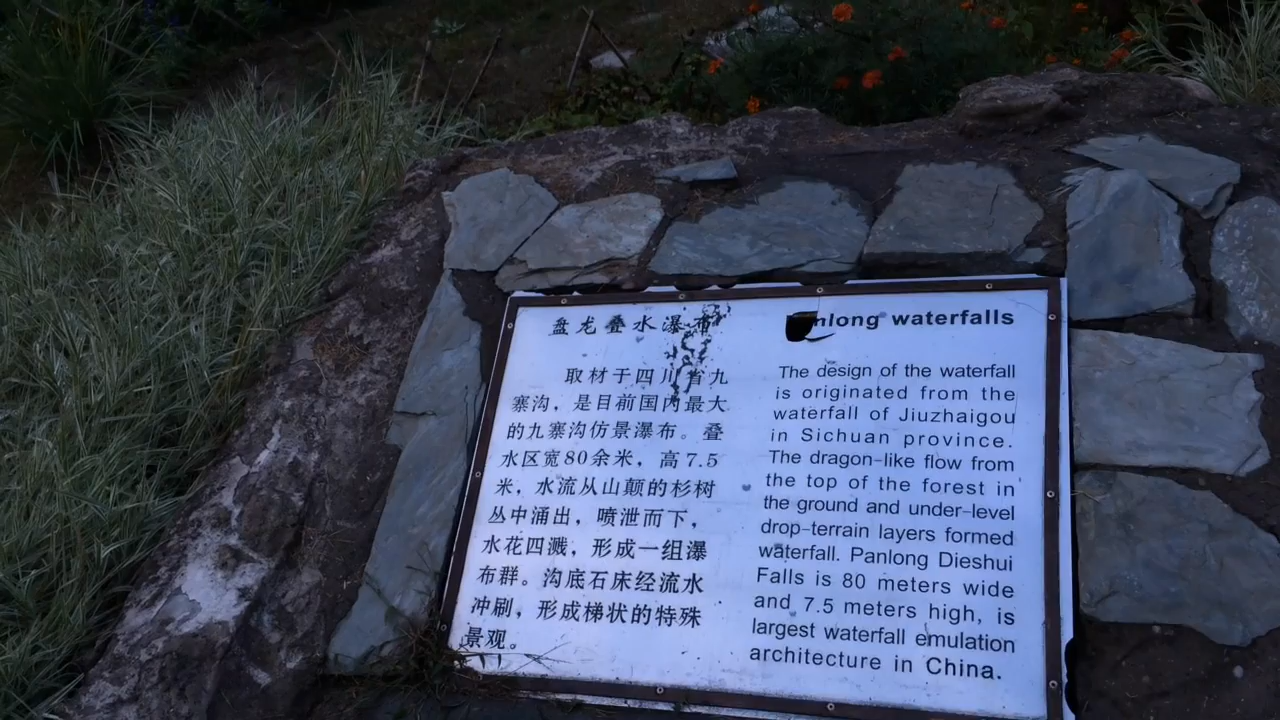 盘龙叠水瀑布
取材于四川省九
寨沟，是目前国内最大
的九寨沟仿景瀑布。叠
水区宽80余米，高7.5
米，水流从山颠的杉树
丛中涌出，喷泄而下，
水花四溅，形成一组瀑
布群。沟底石床经流水
冲刷，形成梯状的特殊
景观。
Panlong waterfalls
The design of the waterfall
is originated from the
waterfall of Jiuzhaigou
in Sichuan province.
The dragon-like flow from
the top of the forest in
the ground and under-level
drop-terrain layers formed
waterfall. Panlong Dieshui
Falls is 80 meters wide
and 7.5 meters high, is
largest waterfall emulation
architecture in China.